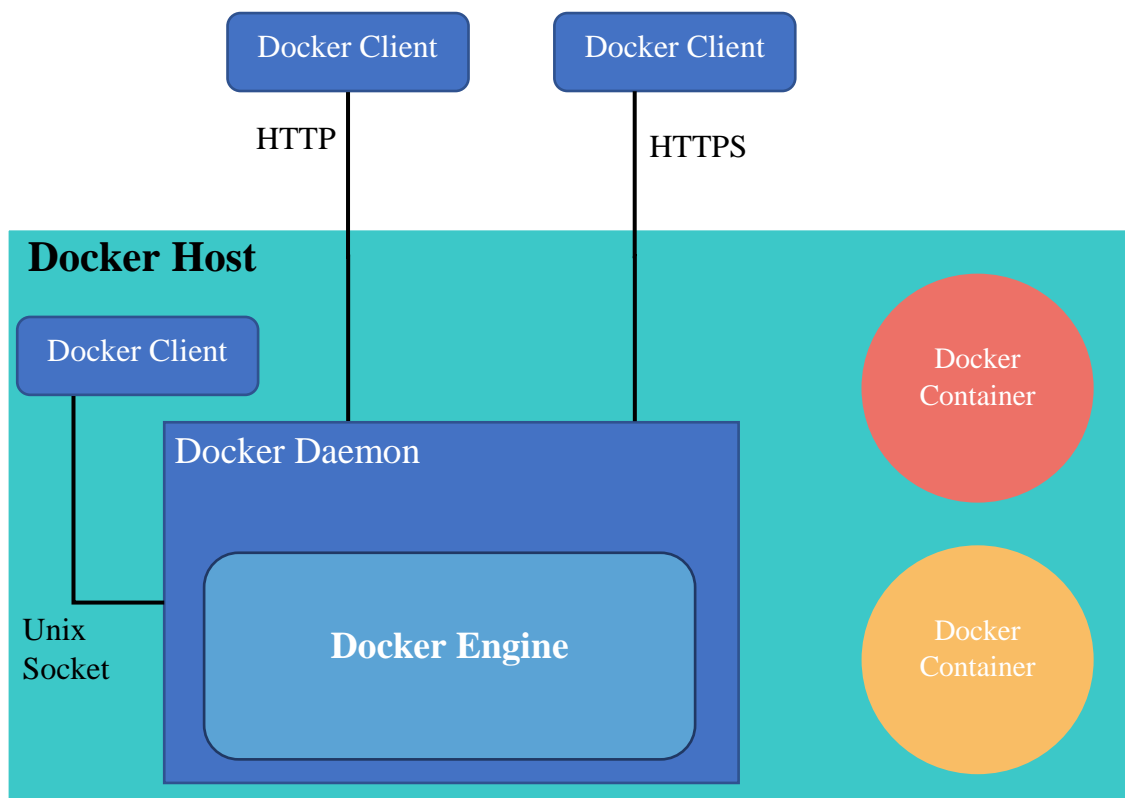 Docker Client
Docker Client
HTTP
HTTPS
Docker Host
Docker Client
Docker Daemon
Docker Engine
Unix
Socket
Docker
Container
Docker
Container